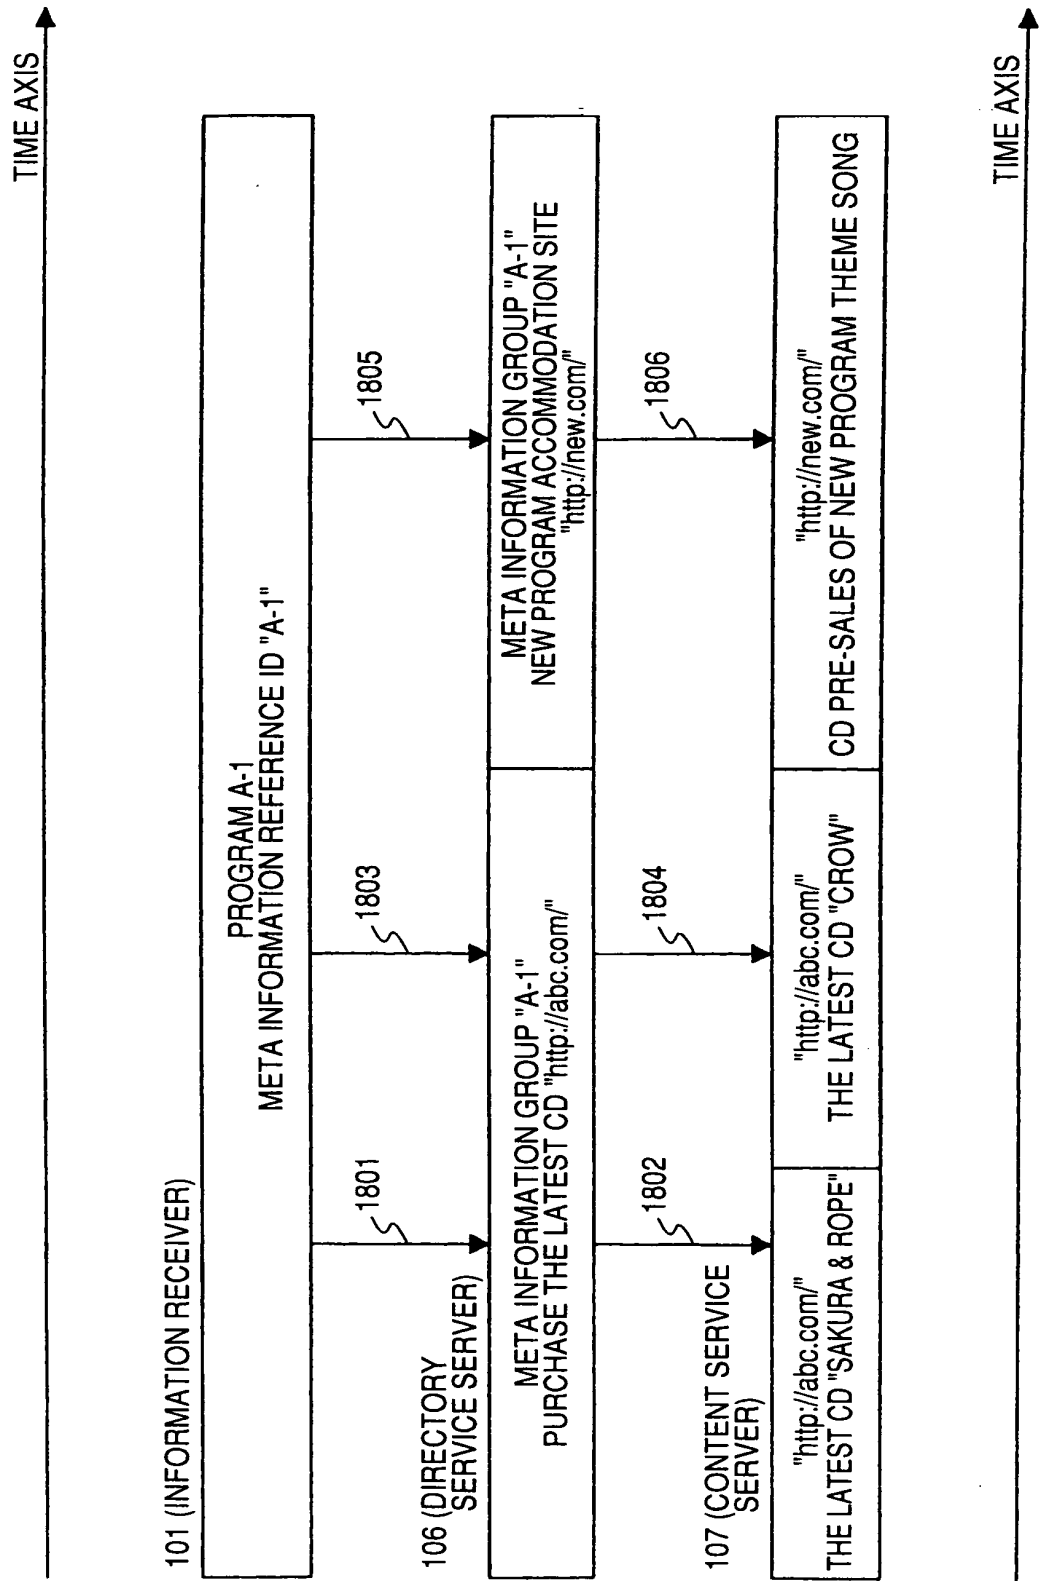 TIME AXIS
101 (INFORMATION RECEIVER)
PROGRAM A-1
META INFORMATION REFERENCE ID "A-1"
1801
1803
1805
106 (DIRECTORY
SERVICE SERVER)
META INFORMATION GROUP "A-1"
PURCHASE THE LATEST CD "http://abc.com/"
META INFORMATION GROUP "A-1"
NEW PROGRAM ACCOMMODATION SITE
"http://new.com/"
1802
1804
1806
107 (CONTENT SERVICE
SERVER)
"http://abc.com/"
THE LATEST CD "SAKURA & ROPE"
"http://abc.com/"
THE LATEST CD "CROW"
"http://new.com/"
CD PRE-SALES OF NEW PROGRAM THEME SONG
TIME AXIS